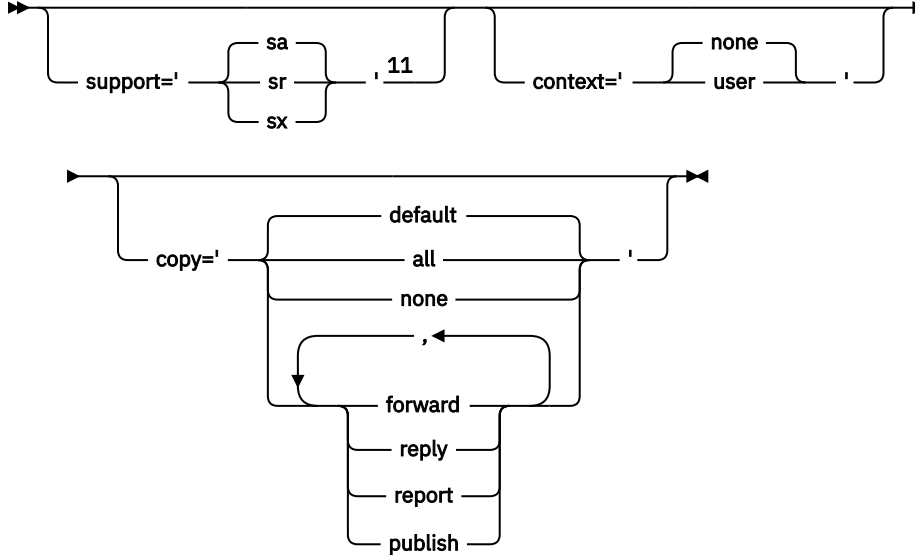 sa none
support=' sr ' 11 context=' user '
sx
default
copy=' all '
none
,
forward
reply
report
publish